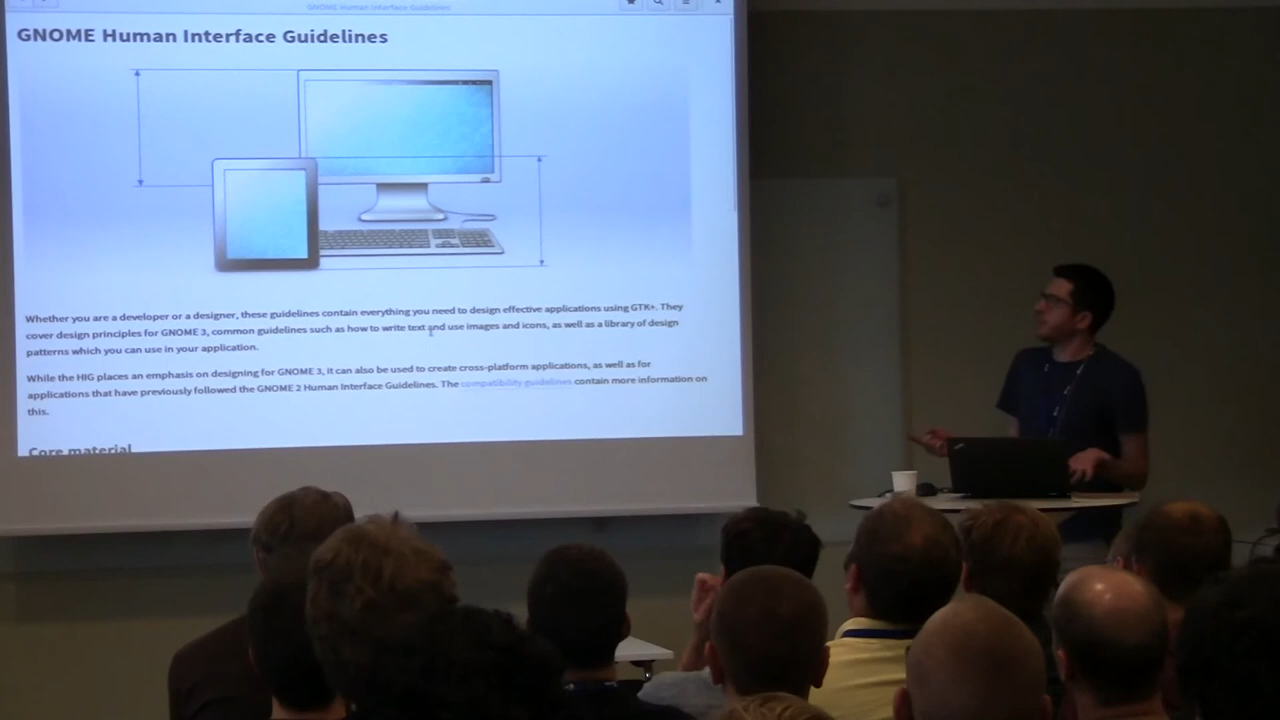 GNOME Human Interface Guidelines
GNOME Human Interface Guidelines
Whether you are a developer or a designer, these guidelines contain everything you need to design effective applications using GTK+. They
cover design principles for GNOME 3, common guidelines such as how to write text and use images and icons, as well as a library of design
patterns which you can use in your application.
While the HIG places an emphasis on designing for GNOME 3, it can also be used to create cross-platform applications, as well as for
applications that have previously followed the GNOME 2 Human Interface Guidelines. The compatibility guidelines contain more information on
this.
Core material